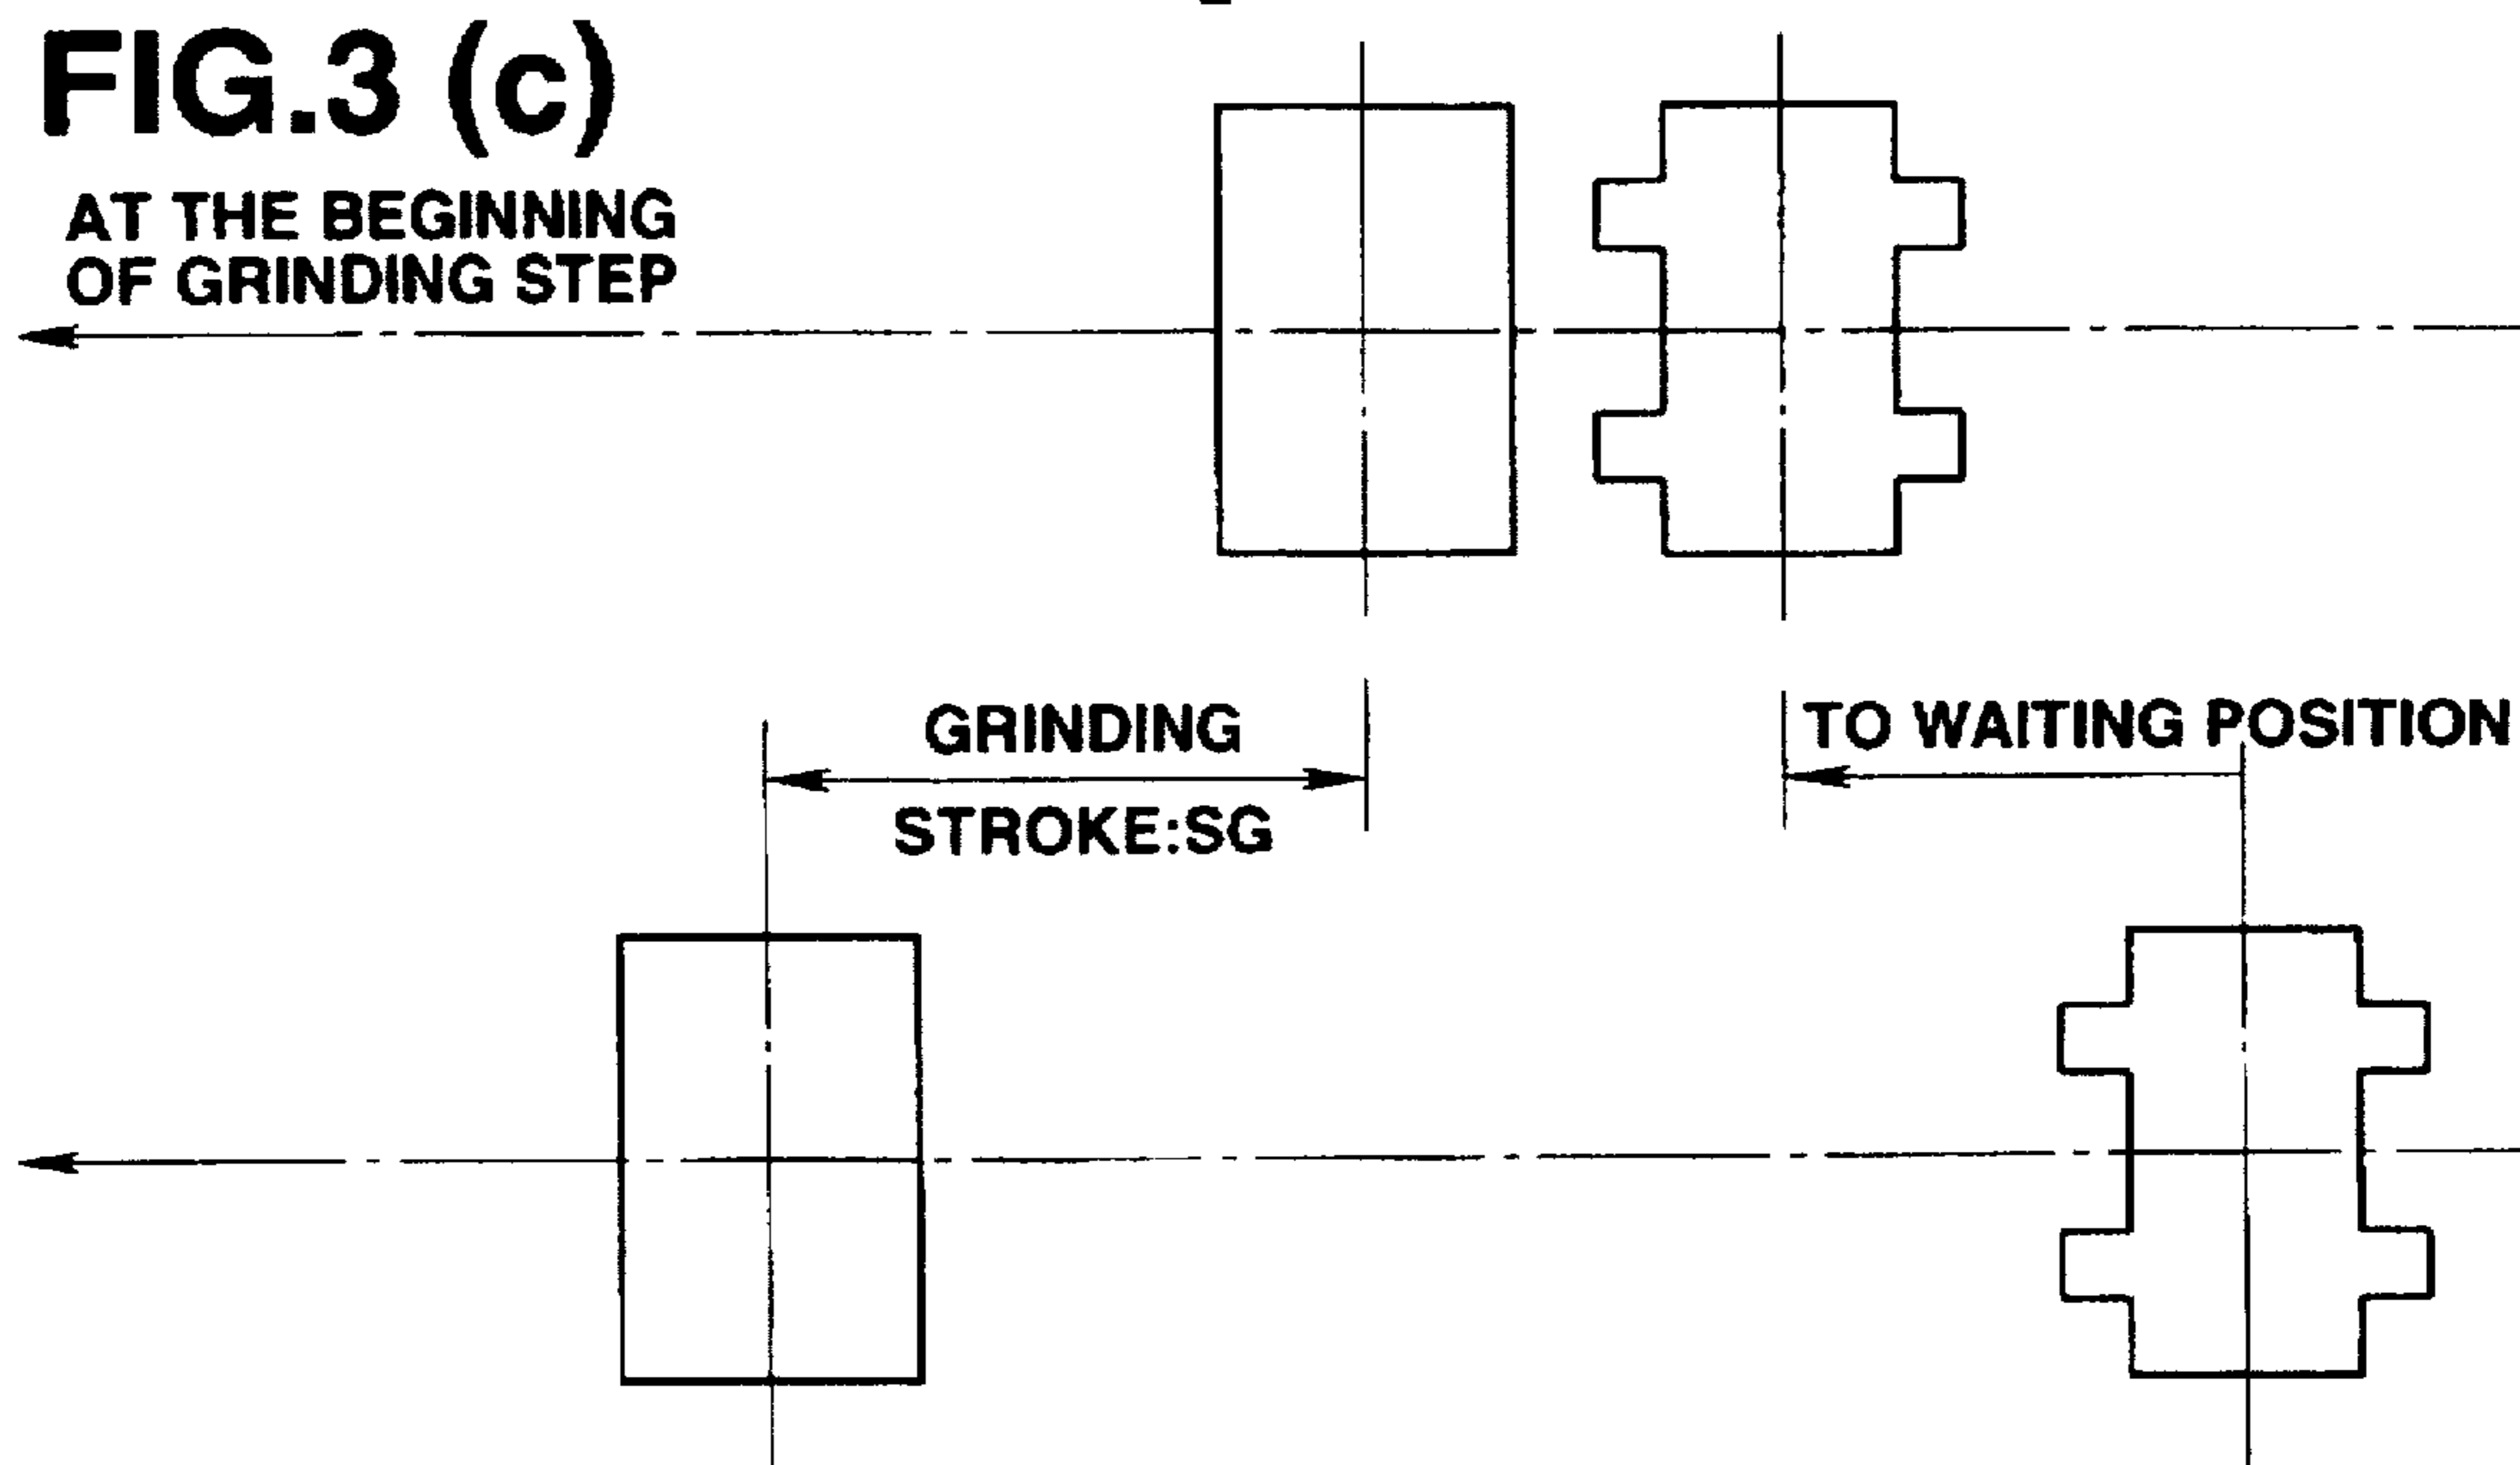 FIG.3 (c)
AT THE BEGINNING
OF GRINDING STEP
GRINDING
STROKE:SG
TO WAITING POSITION